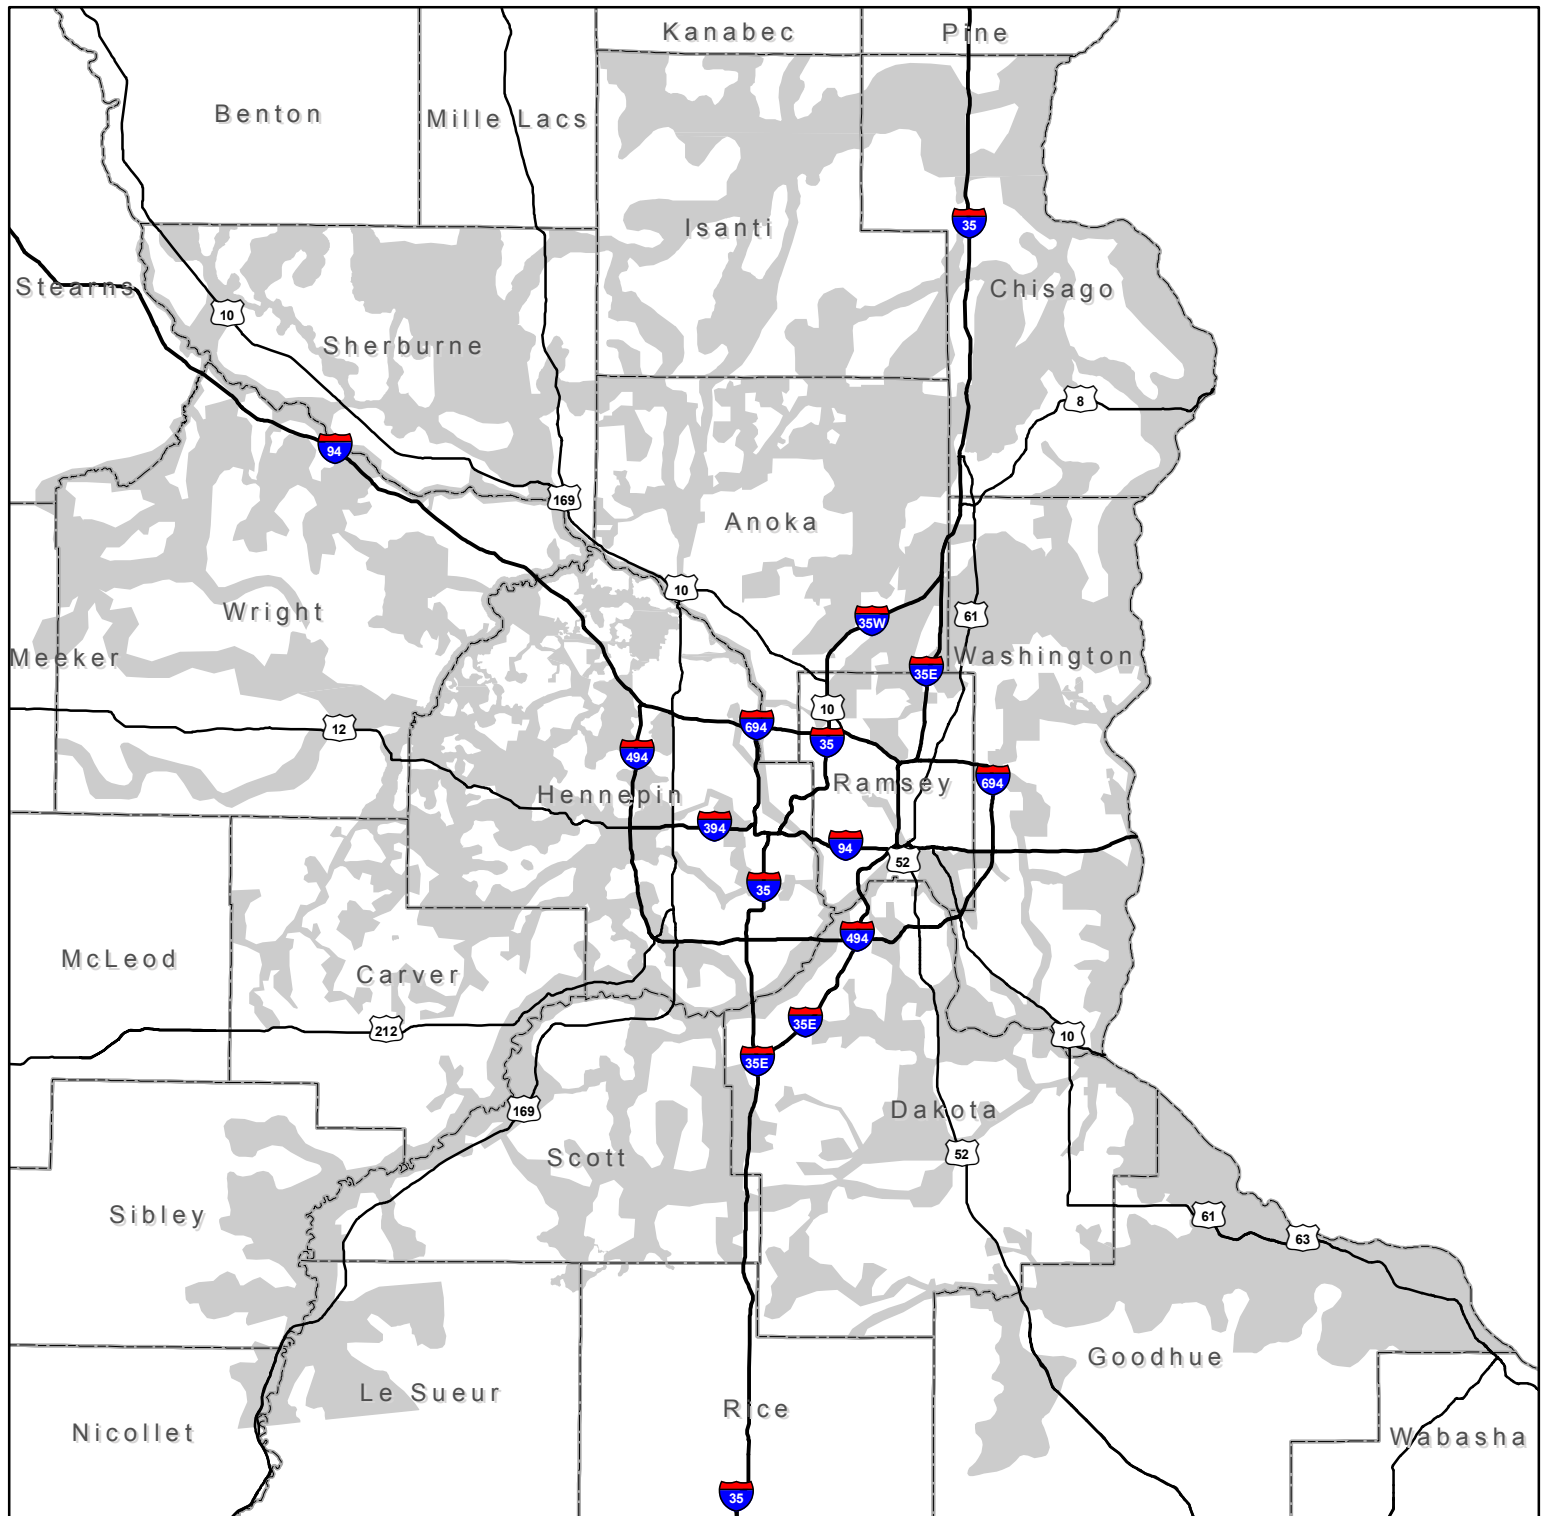 Kanabec
Pine
Benton
Mille Lacs
35
Isanti
Stearns
Chisago
10
Sherburne
8
94
169
Anoka
10
Wright
35W
61
Meeker
Washington
35E
10
12
694
35
494
Ramsey
694
Hennepin
394
94
52
35
494
McLeod
Carver
35E
212
10
35E
169
Dakota
52
Scott
Sibley
61
63
Goodhue
Le Sueur
Rice
Nicollet
Wabasha
35